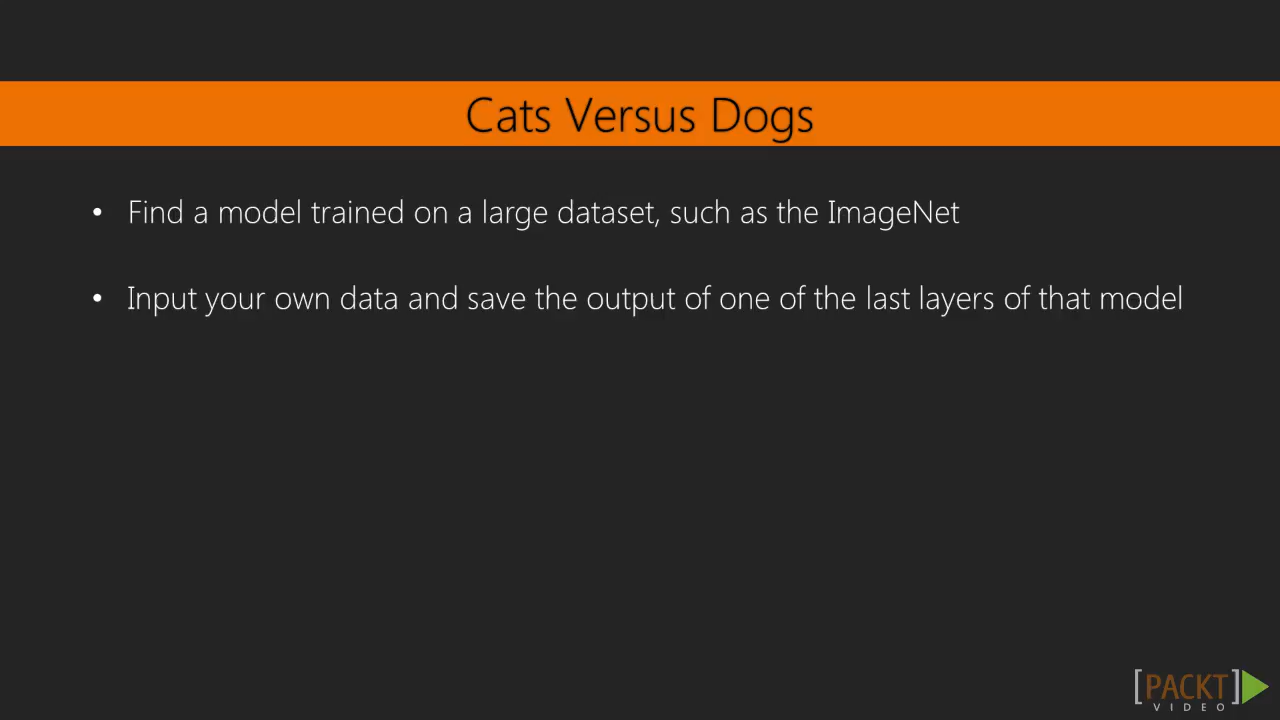 Cats Versus Dogs
• Find a model trained on a large dataset, such as the ImageNet
• Input your own data and save the output of one of the last layers of that model
[PACKT]
VIDEO